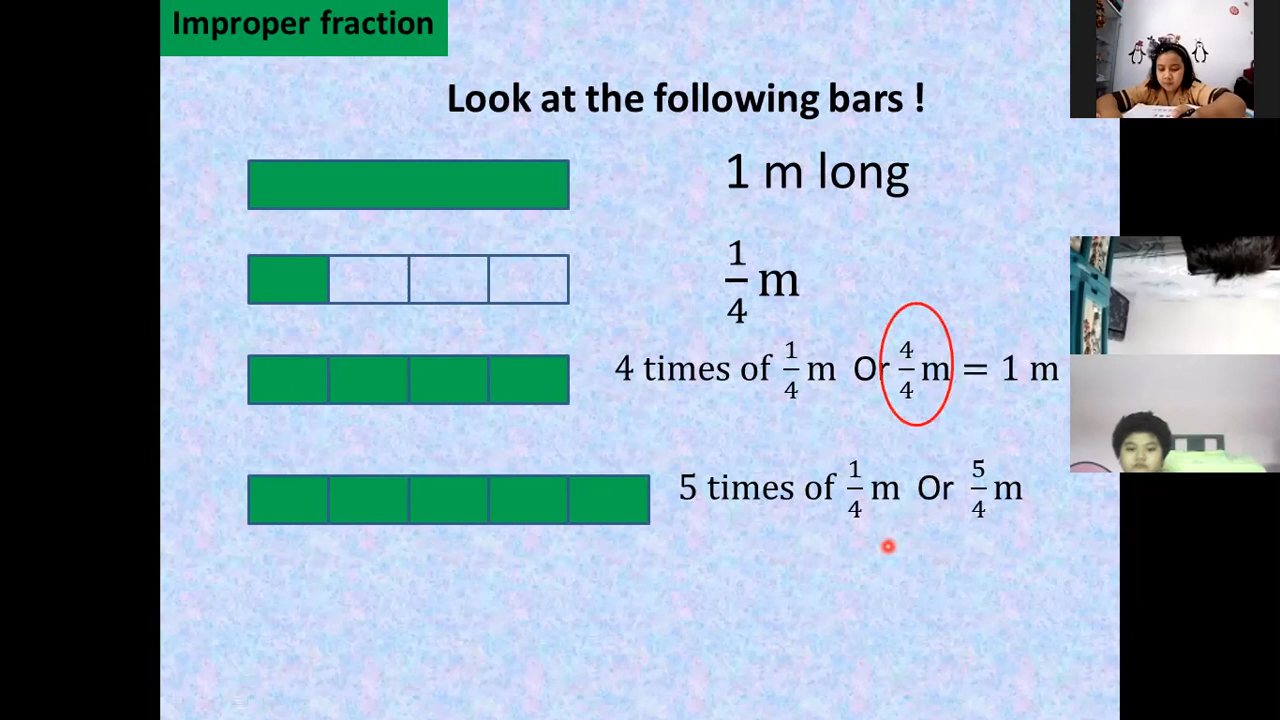 Improper fraction
Look at the following bars !
1 m long
1/4 m
4 times of 1/4 m Or 4/4 m = 1 m
5 times of 1/4 m Or 5/4 m